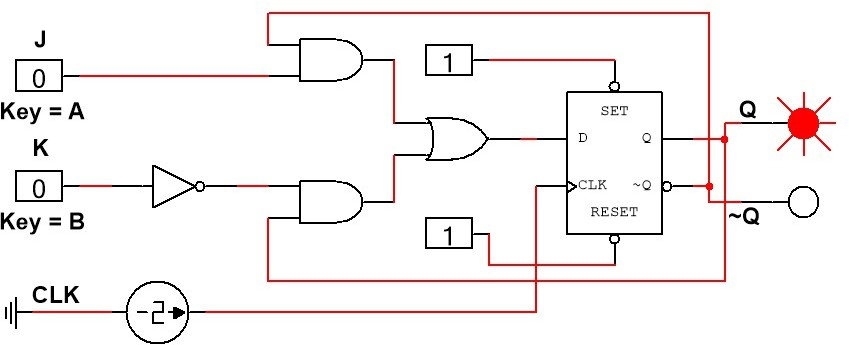 J
0
1
Key = A
Q
SET
D
Q
K
0
CLK
~Q
1
RESET
~Q
Key = B
CLK
-2